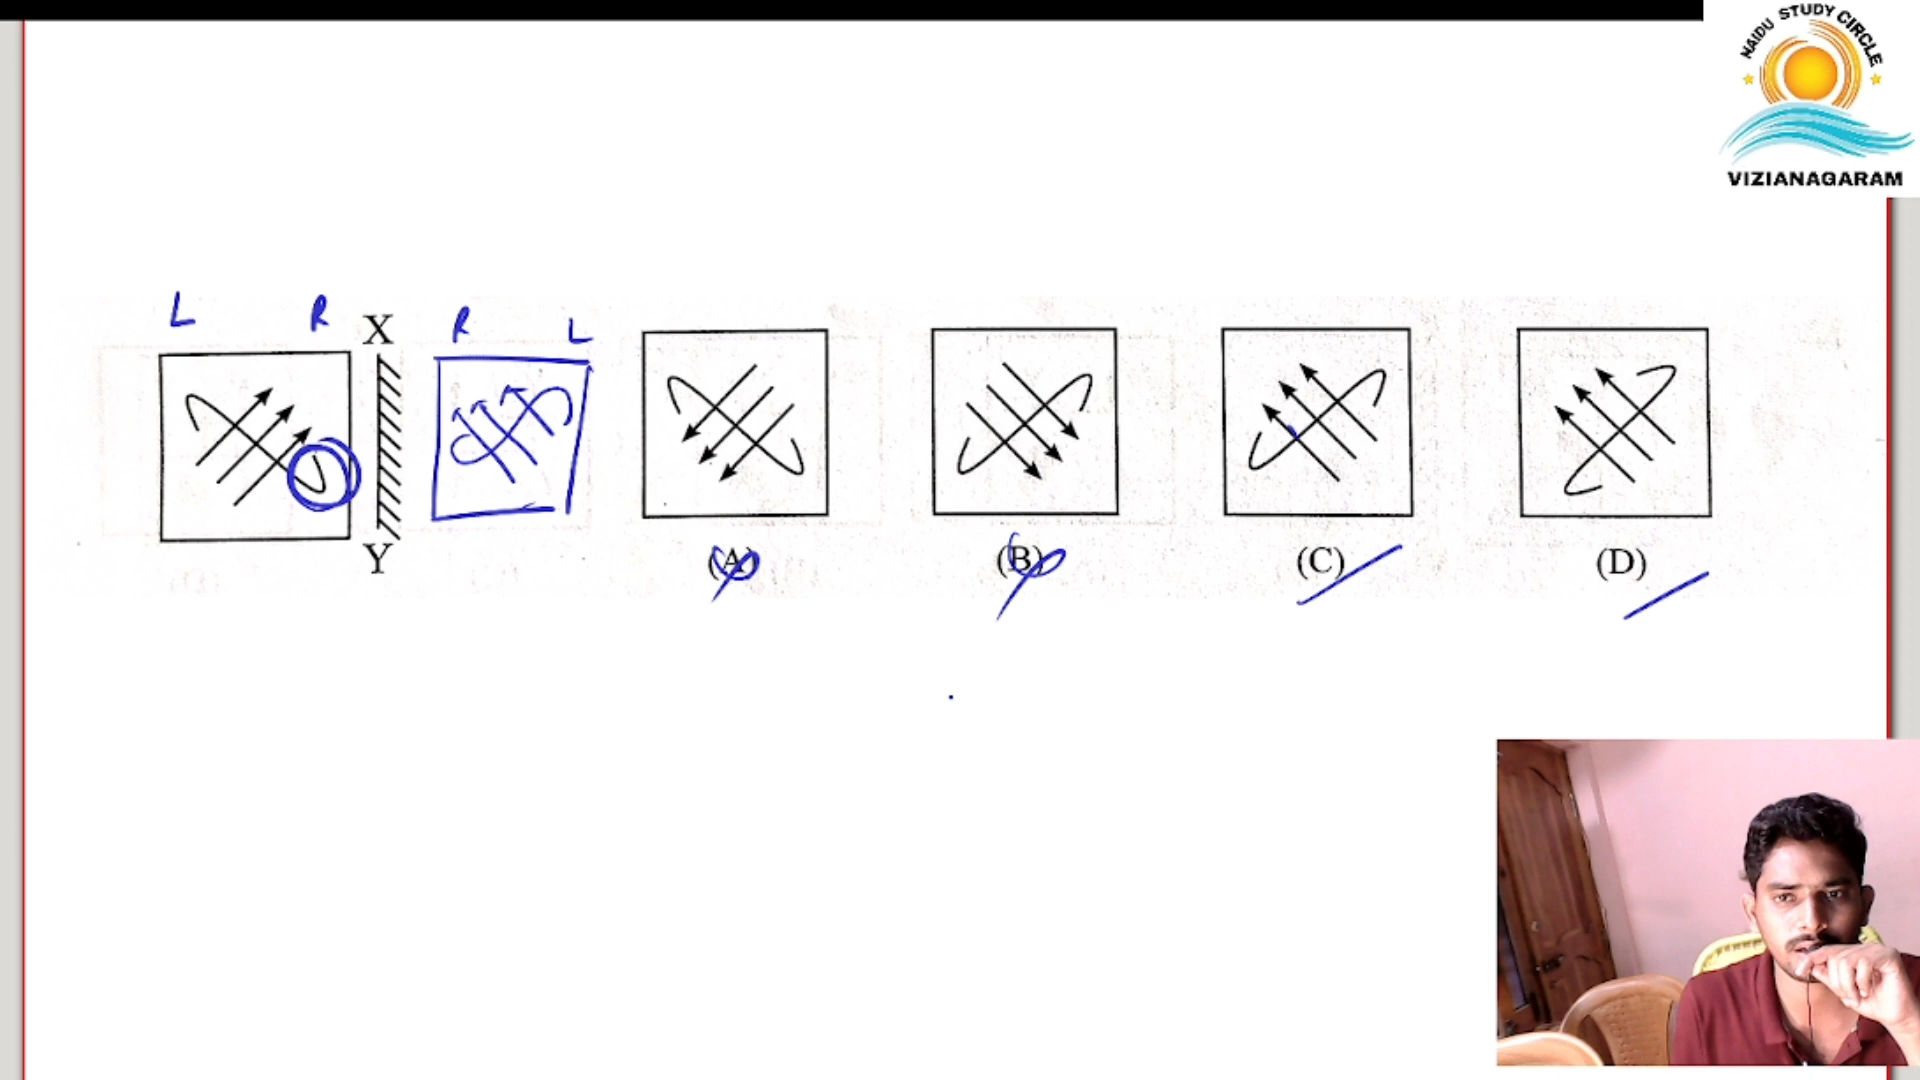 NAIDU STUDY CIRCLE
VIZIANAGARAM
L R X R L
Y
(A) (B) (C) (D)